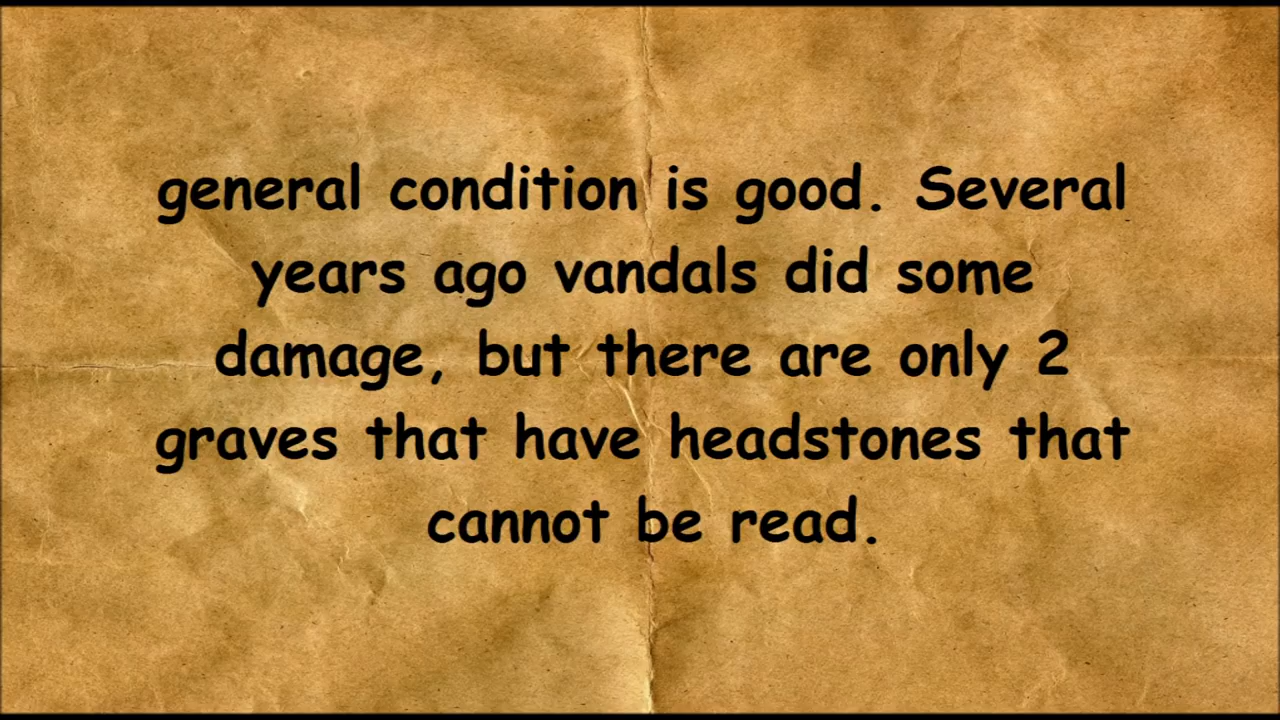 general condition is good. Several
years ago vandals did some
damage, but there are only 2
graves that have headstones that
cannot be read.